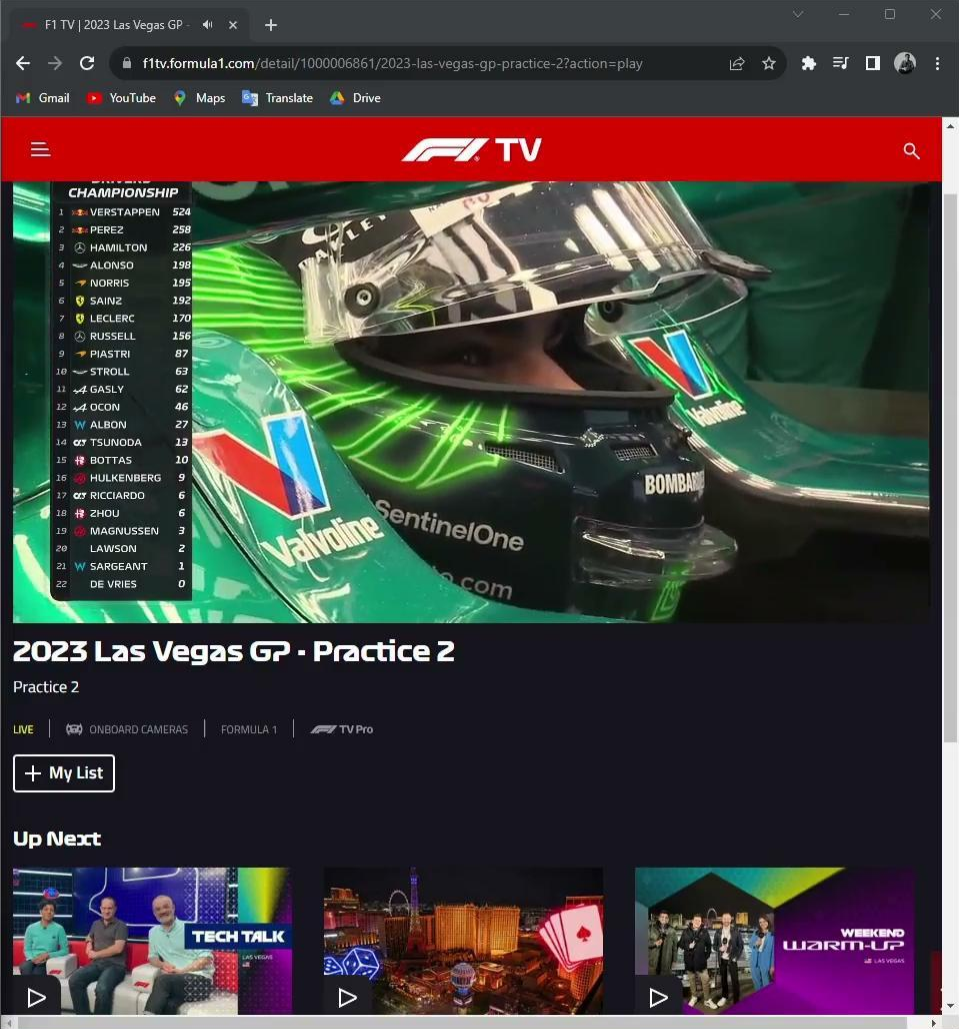 F1 TV | 2023 Las Vegas GP -
f1tv.formula1.com/detail/1000006861/2023-las-vegas-gp-practice-2?action=play
Gmail YouTube Maps Translate Drive
F1 TV
CHAMPIONSHIP
1 VERSTAPPEN 524
2 PEREZ 258
3 HAMILTON 226
4 ALONSO 198
5 NORRIS 195
6 SAINZ 192
7 LECLERC 170
8 RUSSELL 156
9 PIASTRI 87
10 STROLL 63
11 GASLY 62
12 OCON 46
13 ALBON 27
14 TSUNODA 13
15 BOTTAS 10
16 HULKENBERG 9
17 RICCIARDO 6
18 ZHOU 6
19 MAGNUSSEN 3
20 LAWSON 2
21 SARGEANT 1
22 DE VRIES 0
Valvoline
Valvoline
BOMBAR
SentinelOne
.com
2023 Las Vegas GP - Practice 2
Practice 2
LIVE ONBOARD CAMERAS FORMULA 1 F1 TV Pro
+ My List
Up Next
TECH TALK
LAS VEGAS
WEEKEND
WARM-UP
LAS VEGAS